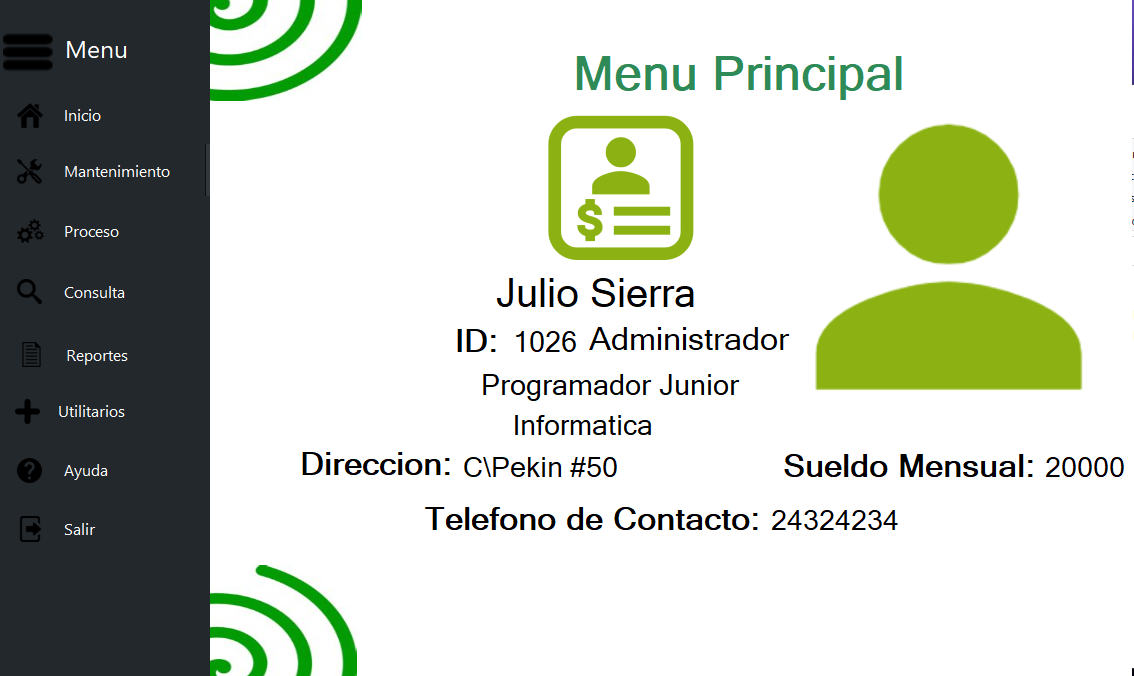 Menu
Inicio
Mantenimiento
Proceso
Consulta
Reportes
Utilitarios
Ayuda
Salir
Menu Principal
$
Julio Sierra
ID: 1026 Administrador
Programador Junior
Informatica
Direccion: C\Pekin #50
Sueldo Mensual: 20000
Telefono de Contacto: 24324234